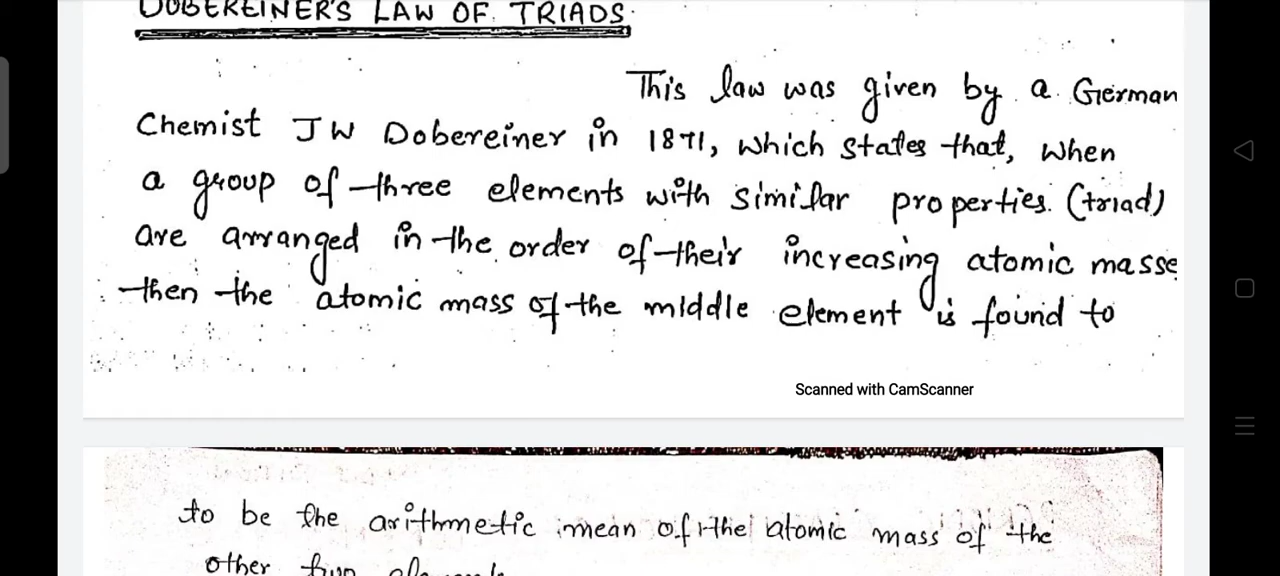 DOBEREINER'S LAW OF TRIADS.
This law was given by a German
Chemist J W Dobereiner in 1871, which states that, when
a group of three elements with similar properties. (triad)
are arranged in the order of their increasing atomic masse
then the atomic mass of the middle element is found to
Scanned with CamScanner
to be the arithmetic mean of the atomic mass of the
other two elements